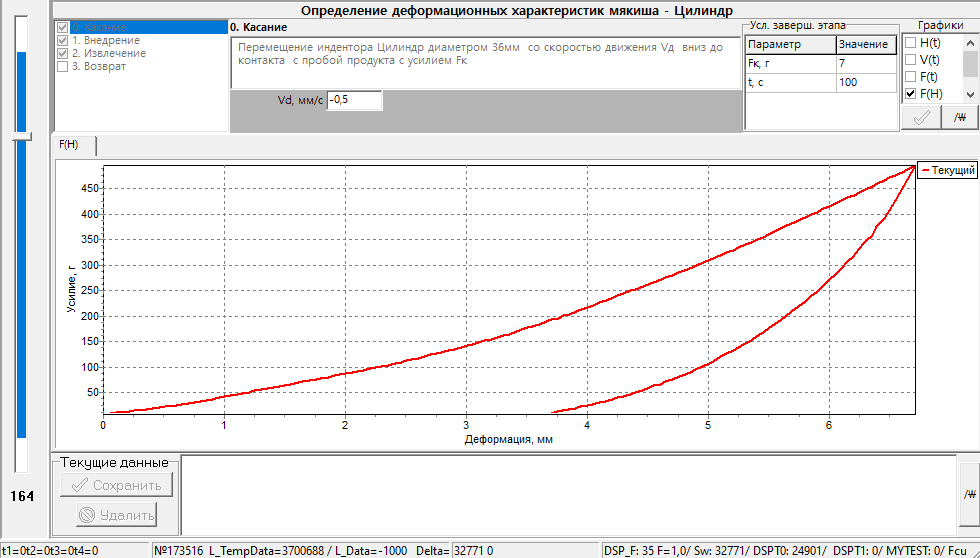 Определение деформационных характеристик мякиша - Цилиндр
0. Касание
1. Внедрение
2. Извлечение
3. Возврат
0. Касание
Перемещение индентора Цилиндр диаметром 36мм со скоростью движения Vд вниз до
контакта с пробой продукта с усилием Fк
Vd, мм/с -0,5
Усл. заверш. этапа
Параметр Значение
Fк, г 7
t, с 100
Графики
H(t)
V(t)
F(t)
F(H)
/₩
F(H)
Текущий
450
400
350
300
250
200
150
100
50
Усилие, г
0 1 2 3 4 5 6
Деформация, мм
164
Текущие данные
Сохранить
Удалить
/₩
t1=0t2=0t3=0t4=0
№173516 L_TempData=3700688 / L_Data=-1000 Delta= 32771 0
DSP_F: 35 F=1,0/ Sw: 32771/ DSPT0: 24901/ DSPT1: 0/ MYTEST: 0/ Fcu